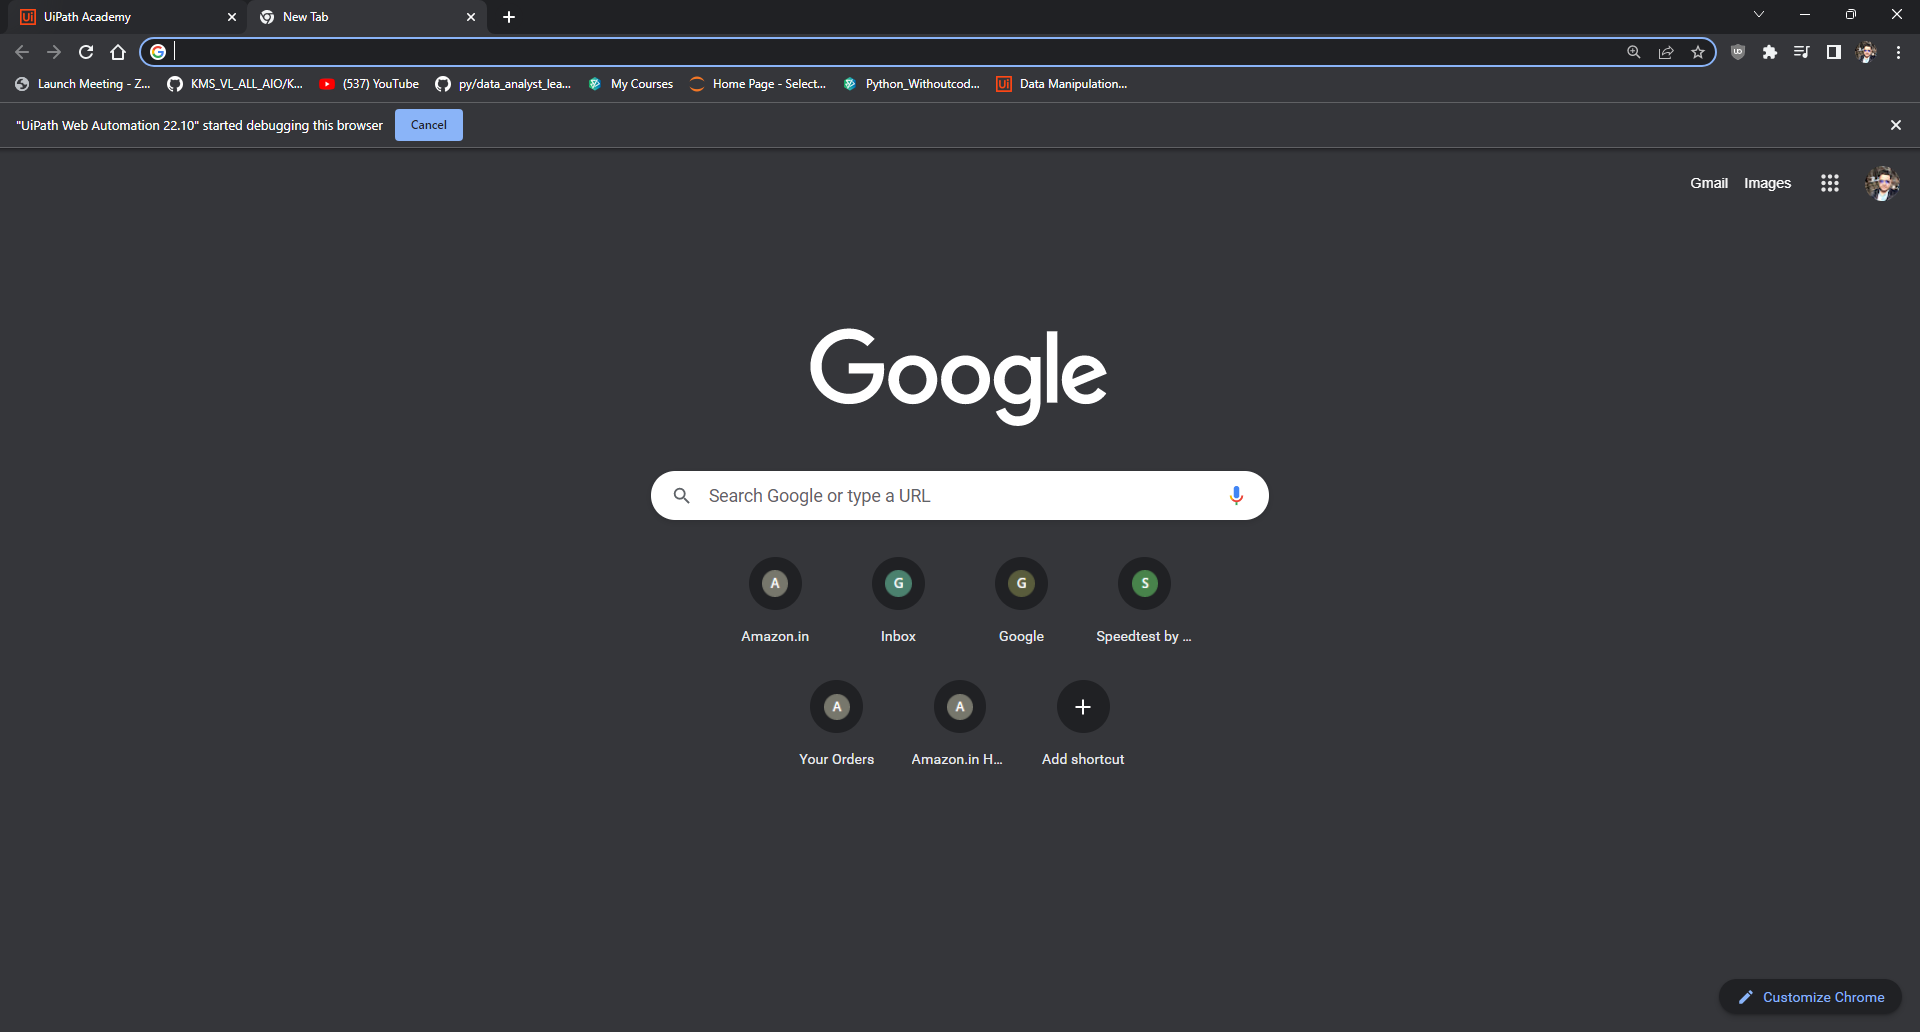 UiPath Academy
New Tab
Launch Meeting - Z...
KMS_VL_ALL_AIO/K...
(537) YouTube
py/data_analyst_lea...
My Courses
Home Page - Select...
Python_Withoutcod...
Ui Data Manipulation...
"UiPath Web Automation 22.10" started debugging this browser
Cancel
Gmail
Images
Google
Search Google or type a URL
A
G
G
S
Amazon.in
Inbox
Google
Speedtest by ...
A
A
Your Orders
Amazon.in H...
Add shortcut
Customize Chrome